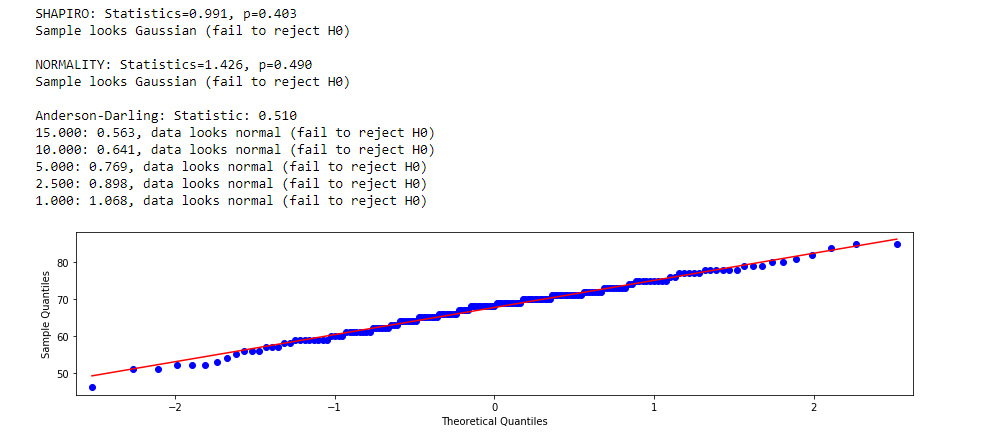 SHAPIRO: Statistics=0.991, p=0.403
Sample looks Gaussian (fail to reject H0)
NORMALITY: Statistics=1.426, p=0.490
Sample looks Gaussian (fail to reject H0)
Anderson-Darling: Statistic: 0.510
15.000: 0.563, data looks normal (fail to reject H0)
10.000: 0.641, data looks normal (fail to reject H0)
5.000: 0.769, data looks normal (fail to reject H0)
2.500: 0.898, data looks normal (fail to reject H0)
1.000: 1.068, data looks normal (fail to reject H0)
80
70
60
50
Sample Quantiles
−2 −1 0 1 2
Theoretical Quantiles